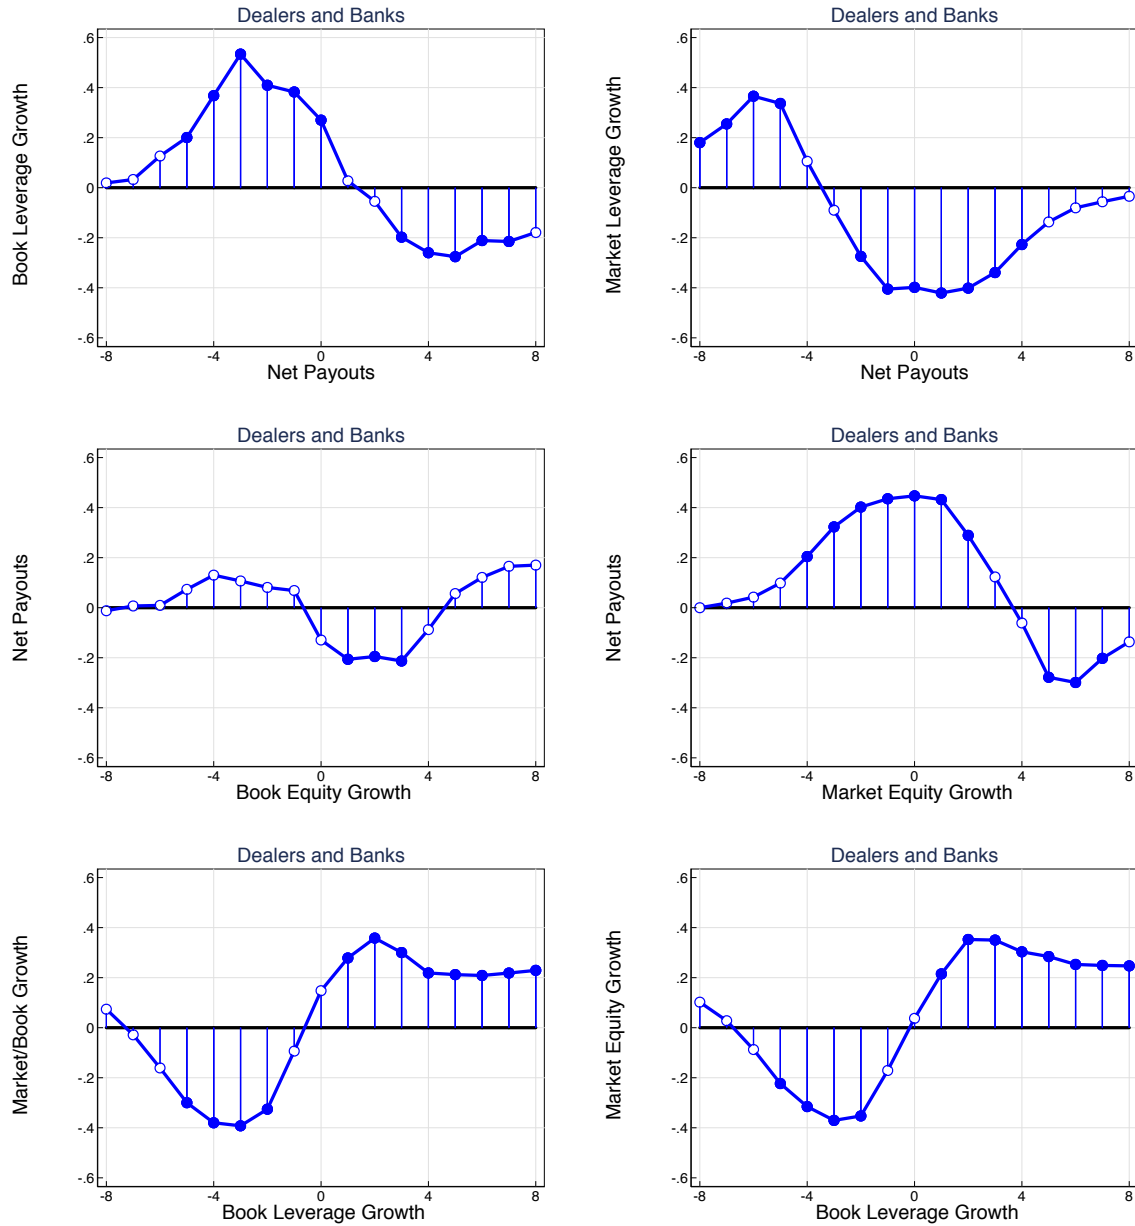 Dealers and Banks
Book Leverage Growth
.6
.4
.2
0
-.2
-.4
-.6
-8 -4 0 4 8
Net Payouts
Dealers and Banks
Market Leverage Growth
.6
.4
.2
0
-.2
-.4
-.6
-8 -4 0 4 8
Net Payouts
Dealers and Banks
Net Payouts
.6
.4
.2
0
-.2
-.4
-.6
-8 -4 0 4 8
Book Equity Growth
Dealers and Banks
Net Payouts
.6
.4
.2
0
-.2
-.4
-.6
-8 -4 0 4 8
Market Equity Growth
Dealers and Banks
Market/Book Growth
.6
.4
.2
0
-.2
-.4
-.6
-8 -4 0 4 8
Book Leverage Growth
Dealers and Banks
Market Equity Growth
.6
.4
.2
0
-.2
-.4
-.6
-8 -4 0 4 8
Book Leverage Growth